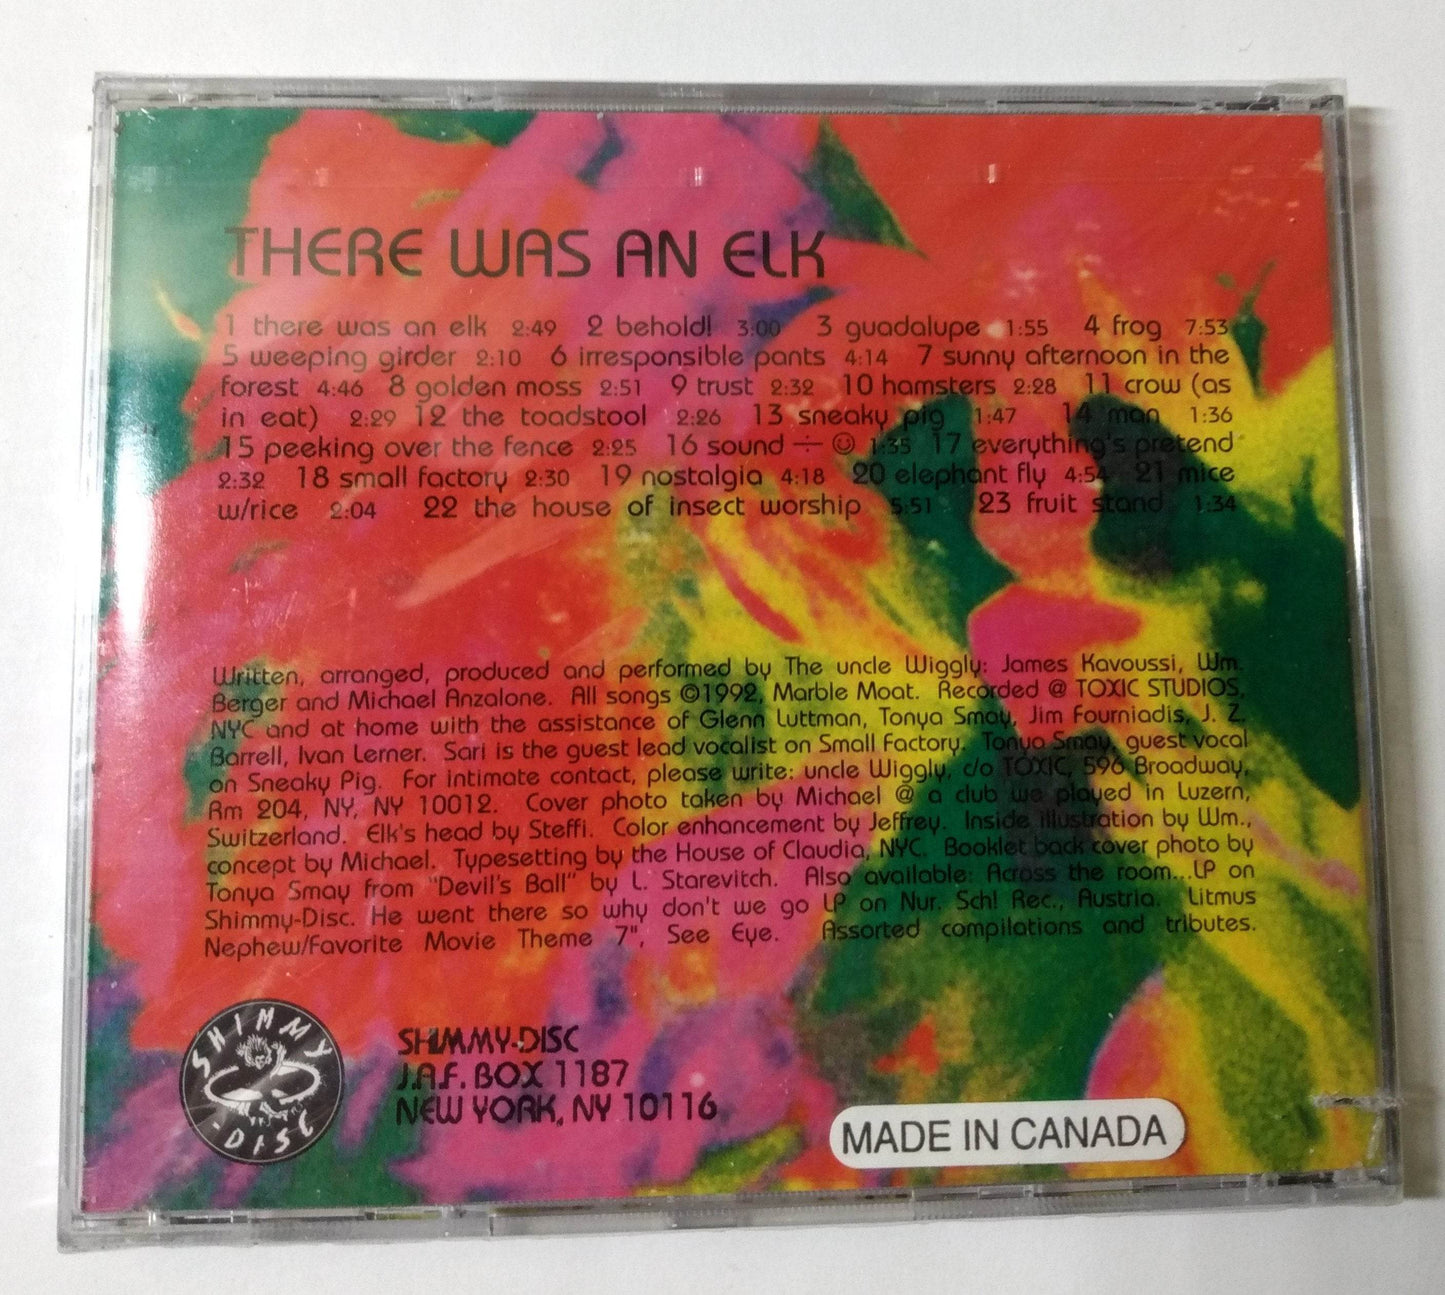 THERE WAS AN ELK
1 there was an elk 2:49 2 behold! 3:00 3 guadalupe 1:55 4 frog 7:53
5 weeping girder 2:10 6 irresponsible pants 4:14 7 sunny afternoon in the
forest 4:46 8 golden moss 2:51 9 trust 2:32 10 hamsters 2:28 11 crow (as
in eat) 2:29 12 the toadstool 2:26 13 sneaky pig 1:47 14 man 1:36
15 peeking over the fence 2:25 16 sound ÷ ☺ 1:35 17 everything's pretend
2:32 18 small factory 2:30 19 nostalgia 4:18 20 elephant fly 4:54 21 mice
w/rice 2:04 22 the house of insect worship 5:51 23 fruit stand 1:34
Written, arranged, produced and performed by The uncle Wiggly: James Kavoussi, Wm.
Berger and Michael Anzalone. All songs ©1992, Marble Moat. Recorded @ TOXIC STUDIOS,
NYC and at home with the assistance of Glenn Luttman, Tonya Smay, Jim Fourniadis, J. Z.
Barrell, Ivan Lerner. Sari is the guest lead vocalist on Small Factory. Tonya Smay, guest vocal
on Sneaky Pig. For intimate contact, please write: uncle Wiggly, c/o TOXIC, 596 Broadway,
Rm 204, NY, NY 10012. Cover photo taken by Michael @ a club we played in Luzern,
Switzerland. Elk's head by Steffi. Color enhancement by Jeffrey. Inside illustration by Wm.,
concept by Michael. Typesetting by the House of Claudia, NYC. Booklet back cover photo by
Tonya Smay from "Devil's Ball" by L. Starevitch. Also available: Across the room...LP on
Shimmy-Disc. He went there so why don't we go LP on Nur. Sch! Rec., Austria. Litmus
Nephew/Favorite Movie Theme 7", See Eye. Assorted compilations and tributes.
SHIMMY
-DISC
SHIMMY-DISC
J.A.F. BOX 1187
NEW YORK, NY 10116
MADE IN CANADA